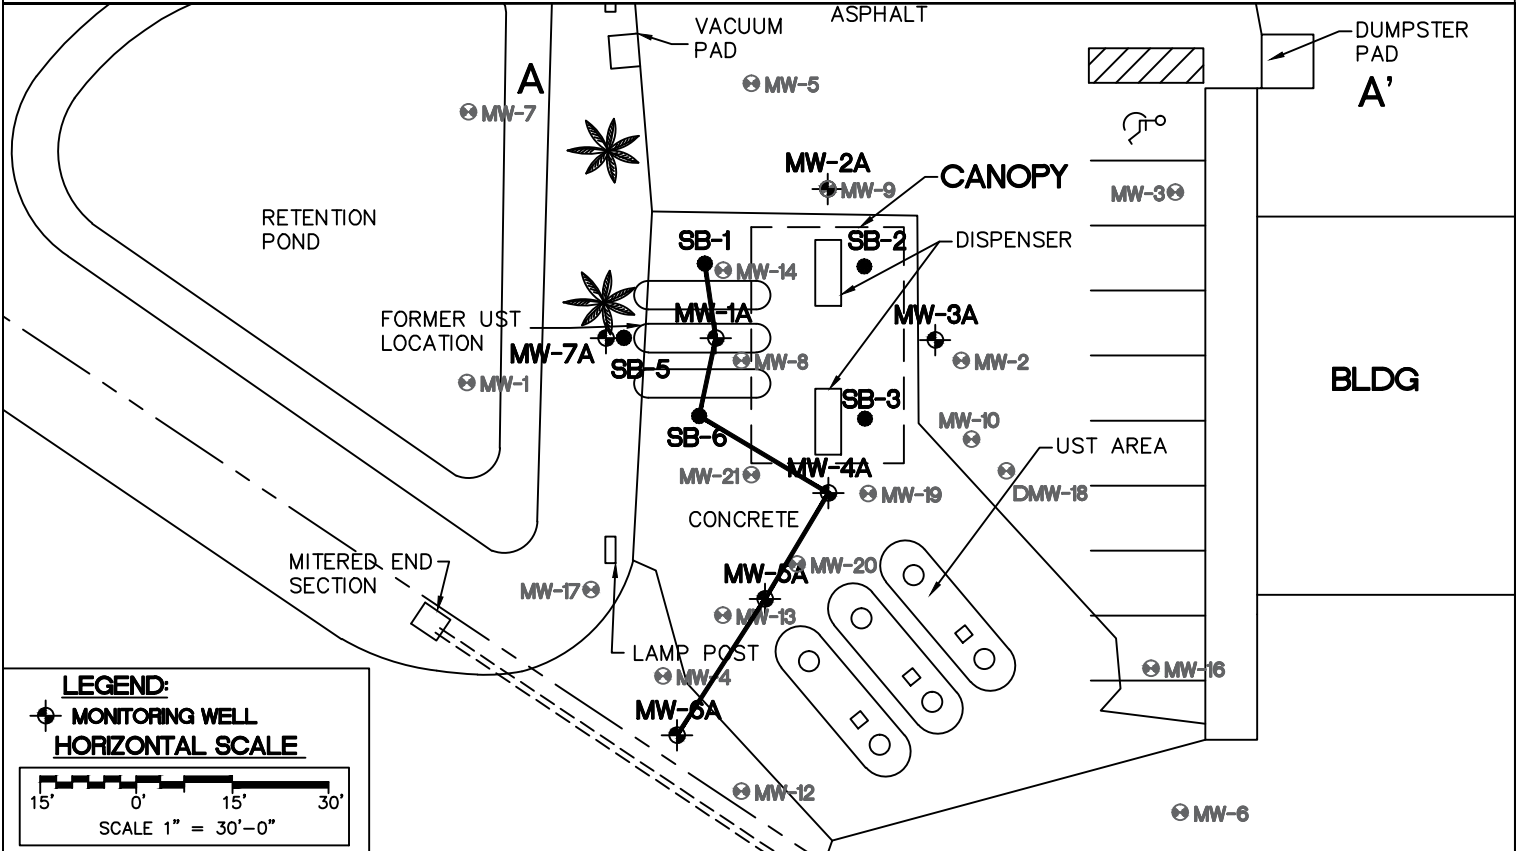 ASPHALT
VACUUM
PAD
DUMPSTER
PAD
A
A'
MW-5
MW-7
MW-2A
MW-9
CANOPY
MW-3
RETENTION
POND
SB-1
SB-2
DISPENSER
MW-14
FORMER UST
LOCATION
MW-1A
MW-3A
MW-7A
SB-5
MW-8
MW-2
MW-1
BLDG
SB-3
SB-6
MW-10
UST AREA
MW-21
MW-4A
MW-19
DMW-18
CONCRETE
MITERED END
SECTION
MW-17
MW-5A
MW-20
MW-13
LAMP POST
MW-4
MW-16
MW-6A
MW-12
MW-6
LEGEND:
MONITORING WELL
HORIZONTAL SCALE
15' 0' 15' 30'
SCALE 1" = 30'-0"